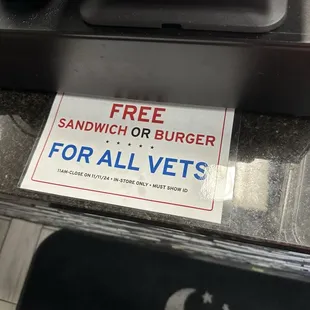 FREE
SANDWICH OR BURGER
FOR ALL VETS
11AM-CLOSE ON 11/11/24 • IN-STORE ONLY • MUST SHOW ID